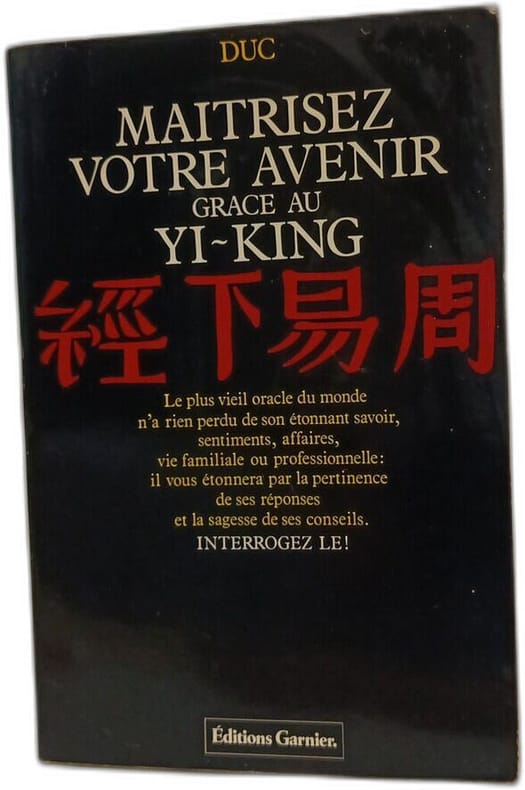 DUC
MAITRISEZ
VOTRE AVENIR
GRACE AU
YI~KING
經下易周
Le plus vieil oracle du monde
n'a rien perdu de son étonnant savoir,
sentiments, affaires,
vie familiale ou professionnelle:
il vous étonnera par la pertinence
de ses réponses
et la sagesse de ses conseils.
INTERROGEZ LE!
Éditions Garnier.